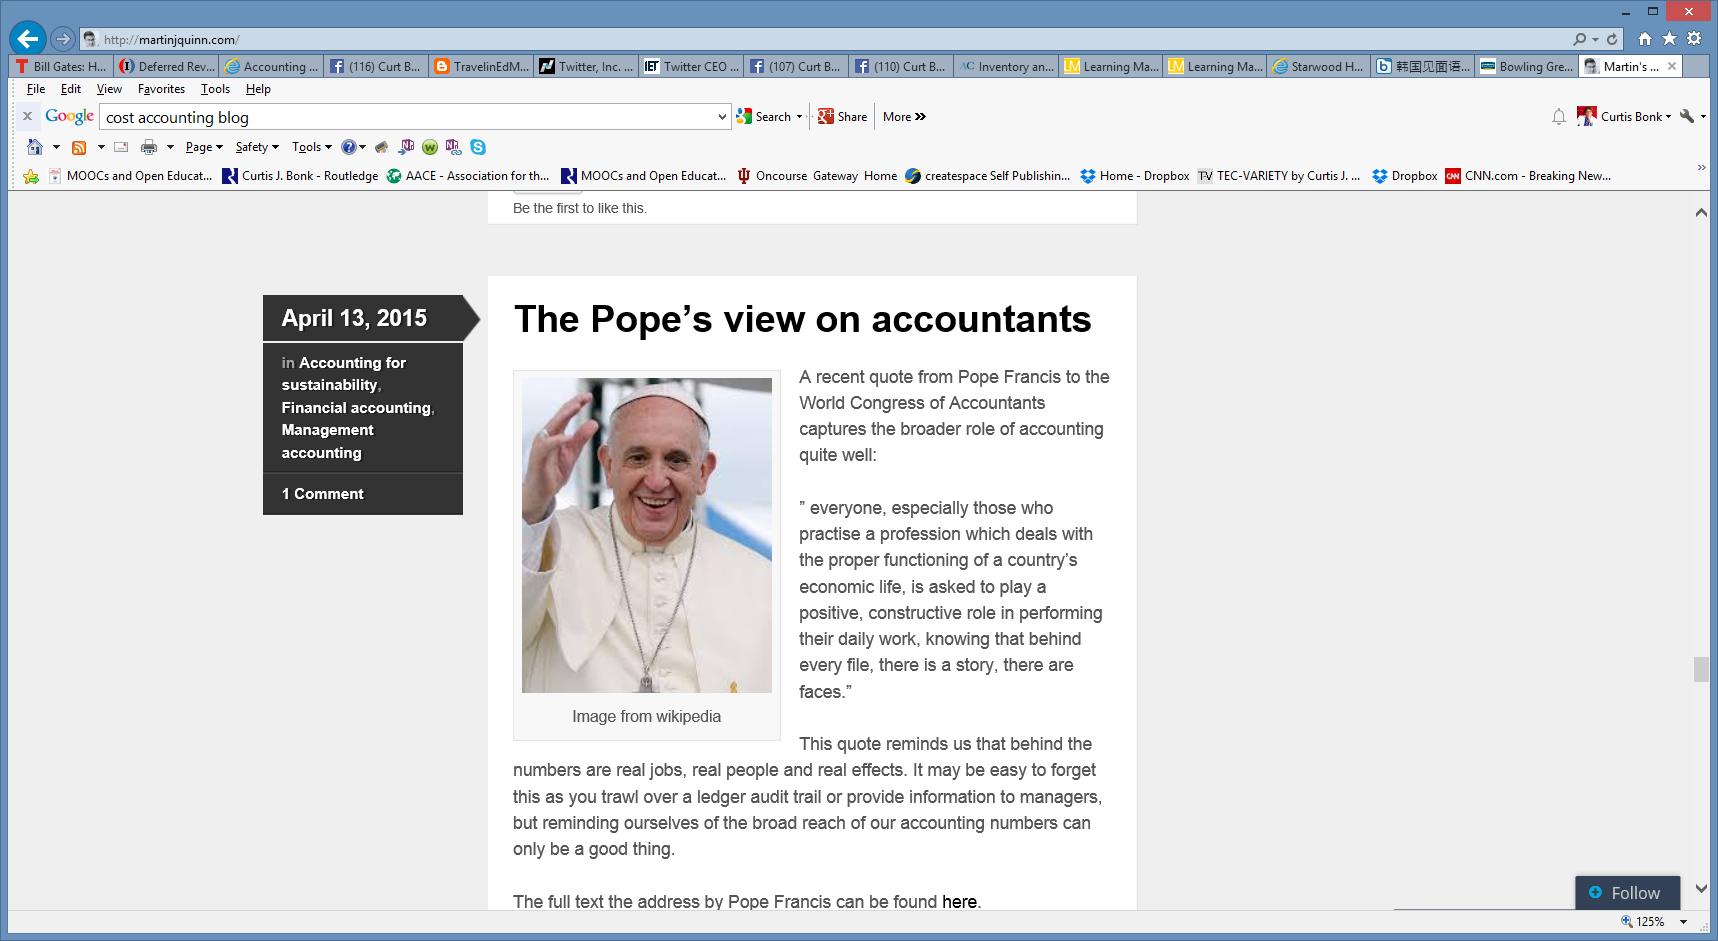 http://martinjquinn.com/
Bill Gates: H...
Deferred Rev...
Accounting ...
(116) Curt B...
TravelinEdM...
Twitter, Inc. ...
Twitter CEO ...
(107) Curt B...
(110) Curt B...
Inventory an...
Learning Ma...
Learning Ma...
Starwood H...
韩国见面语...
Bowling Gre...
Martin's ...
File Edit View Favorites Tools Help
x Google cost accounting blog Search Share More » Curtis Bonk
Page Safety Tools
MOOCs and Open Educat... Curtis J. Bonk - Routledge AACE - Association for th... MOOCs and Open Educat... Oncourse Gateway Home createspace Self Publishin... Home - Dropbox TEC-VARIETY by Curtis J. ... Dropbox CNN.com - Breaking New...
Be the first to like this.
April 13, 2015
in Accounting for
sustainability,
Financial accounting,
Management
accounting
1 Comment
The Pope’s view on accountants
Image from wikipedia
A recent quote from Pope Francis to the
World Congress of Accountants
captures the broader role of accounting
quite well:
” everyone, especially those who
practise a profession which deals with
the proper functioning of a country’s
economic life, is asked to play a
positive, constructive role in performing
their daily work, knowing that behind
every file, there is a story, there are
faces.”
This quote reminds us that behind the
numbers are real jobs, real people and real effects. It may be easy to forget
this as you trawl over a ledger audit trail or provide information to managers,
but reminding ourselves of the broad reach of our accounting numbers can
only be a good thing.
The full text the address by Pope Francis can be found here.
Follow
125%